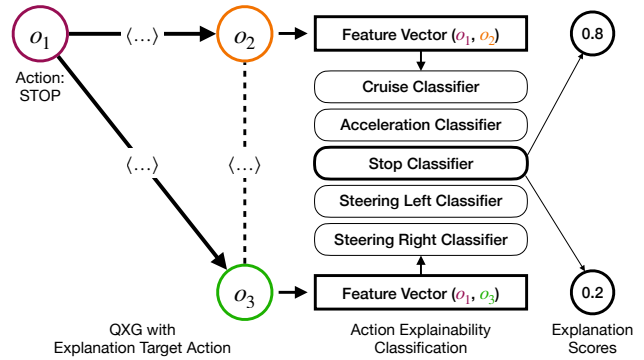 o1 ⟨...⟩ o2 Feature Vector (o1, o2) 0.8
Action:
STOP
Cruise Classifier
Acceleration Classifier
⟨...⟩ ⟨...⟩ Stop Classifier
Steering Left Classifier
Steering Right Classifier
o3 Feature Vector (o1, o3) 0.2
QXG with
Explanation Target Action
Action Explainability
Classification
Explanation
Scores